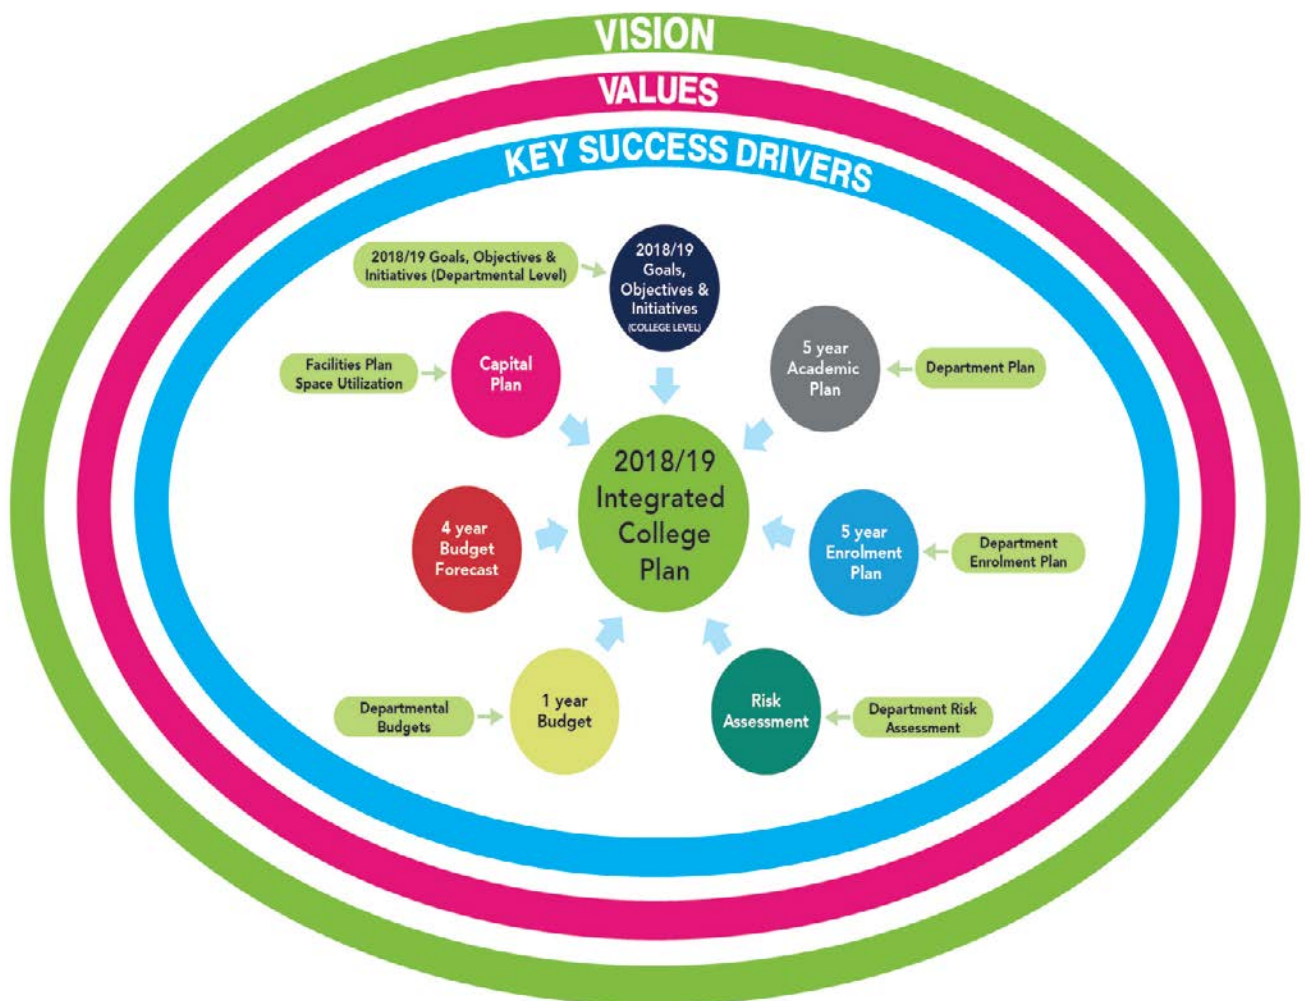 VISION
VALUES
KEY SUCCESS DRIVERS
2018/19 Goals, Objectives &
Initiatives (Departmental Level)
2018/19
Goals,
Objectives &
Initiatives
(COLLEGE LEVEL)
Facilities Plan
Space Utilization
Capital
Plan
5 year
Academic
Plan
Department Plan
2018/19
Integrated
College
Plan
4 year
Budget
Forecast
5 year
Enrolment
Plan
Department
Enrolment Plan
Departmental
Budgets
1 year
Budget
Risk
Assessment
Department Risk
Assessment